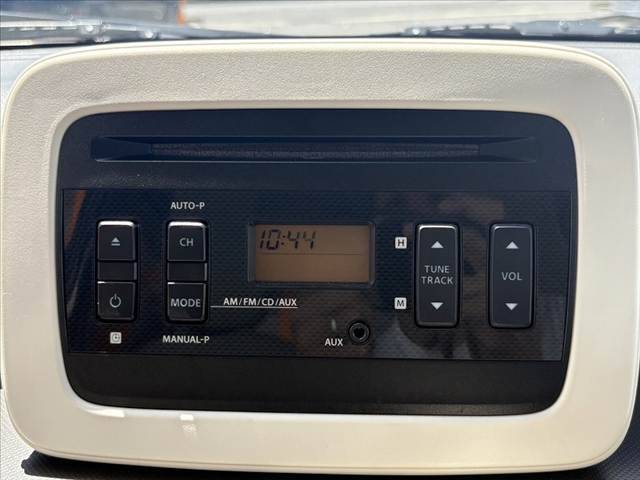 AUTO-P
10:44
CH
H
TUNE
TRACK
VOL
MODE
AM/FM/CD/AUX
M
MANUAL-P
AUX